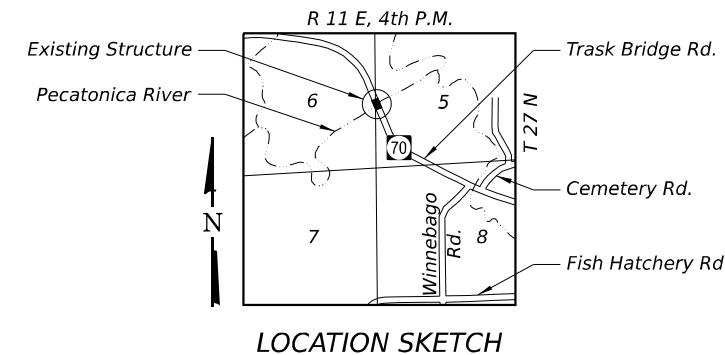 R 11 E, 4th P.M.
Existing Structure
Trask Bridge Rd.
Pecatonica River
6
5
T 27 N
70
N
Cemetery Rd.
Winnebago
Rd.
7
8
Fish Hatchery Rd
LOCATION SKETCH